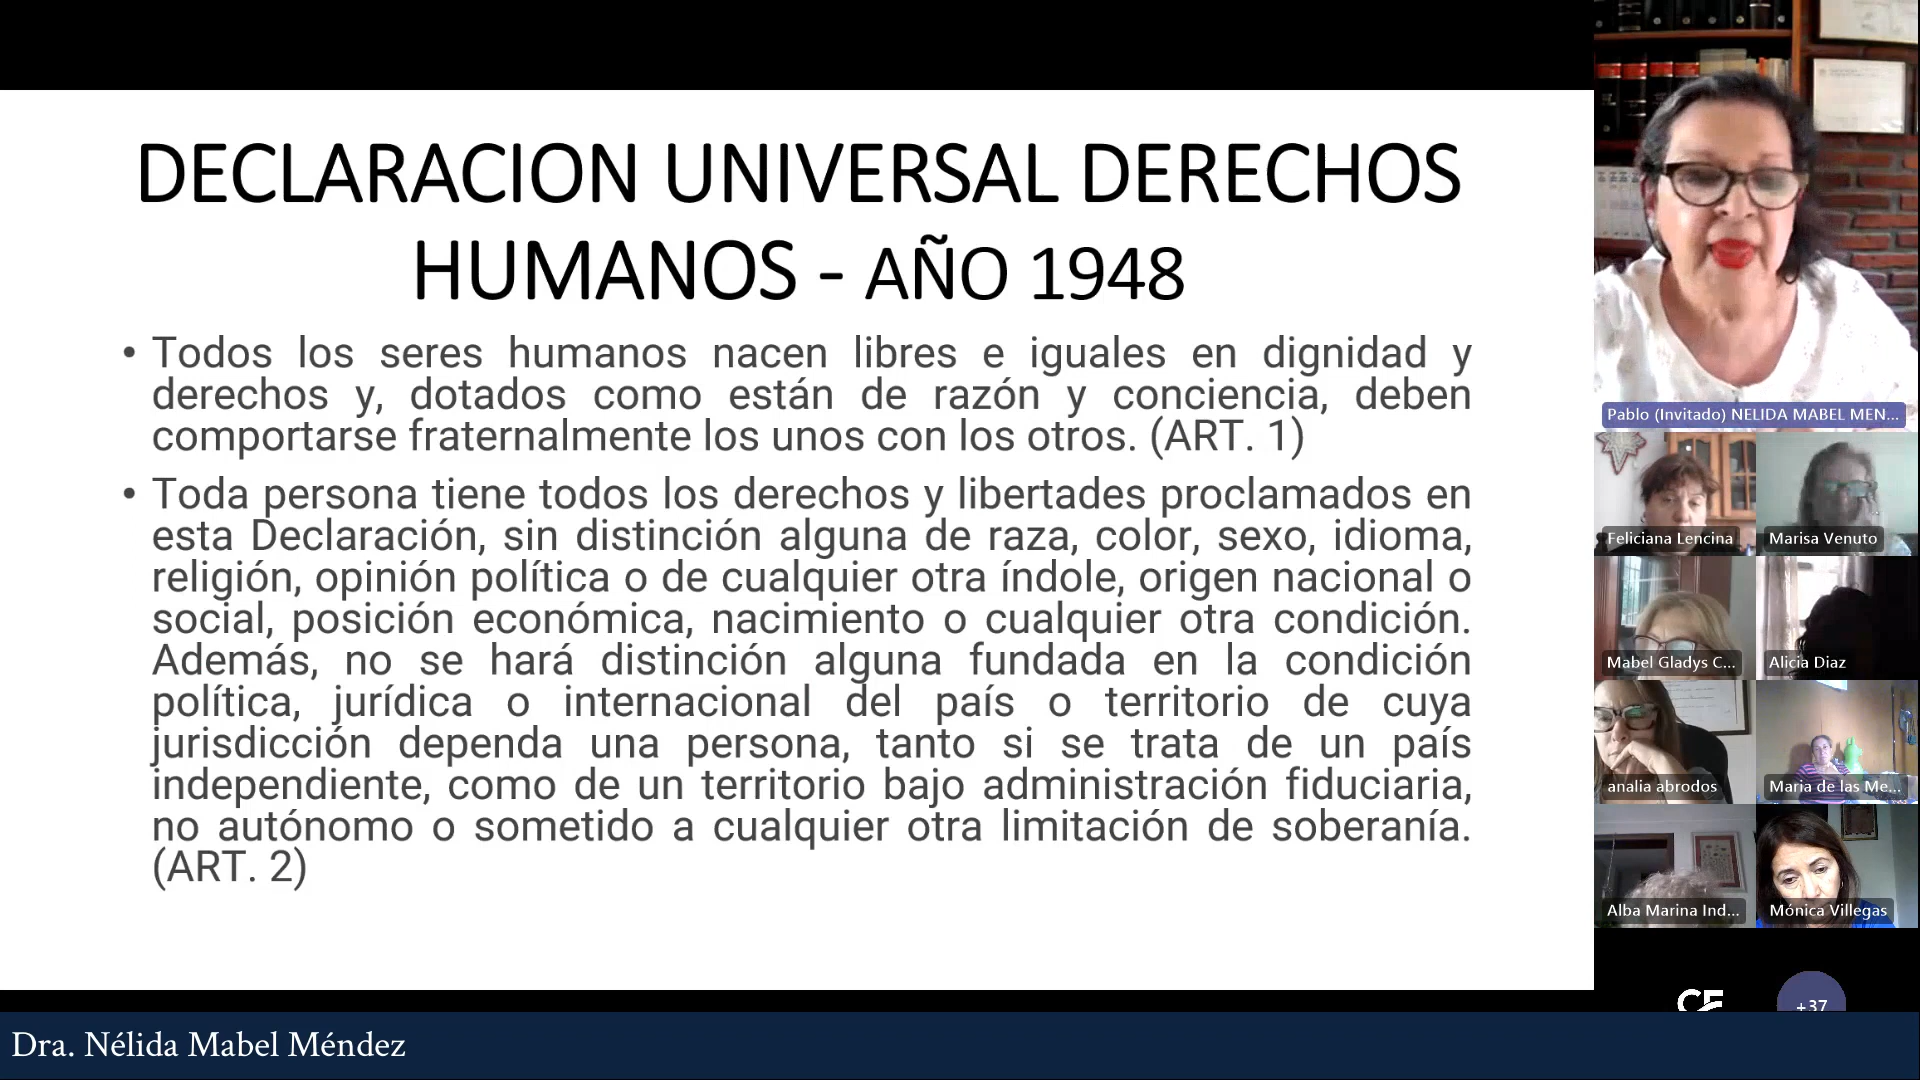 DECLARACION UNIVERSAL DERECHOS
HUMANOS - AÑO 1948
• Todos los seres humanos nacen libres e iguales en dignidad y
derechos y, dotados como están de razón y conciencia, deben
comportarse fraternalmente los unos con los otros. (ART. 1)
• Toda persona tiene todos los derechos y libertades proclamados en
esta Declaración, sin distinción alguna de raza, color, sexo, idioma,
religión, opinión política o de cualquier otra índole, origen nacional o
social, posición económica, nacimiento o cualquier otra condición.
Además, no se hará distinción alguna fundada en la condición
política, jurídica o internacional del país o territorio de cuya
jurisdicción dependa una persona, tanto si se trata de un país
independiente, como de un territorio bajo administración fiduciaria,
no autónomo o sometido a cualquier otra limitación de soberanía.
(ART. 2)
Pablo (Invitado) NELIDA MABEL MEN...
Feliciana Lencina
Marisa Venuto
Mabel Gladys C...
Alicia Diaz
analia abrodos
Maria de las Me...
Alba Marina Ind...
Mónica Villegas
+37
Dra. Nélida Mabel Méndez